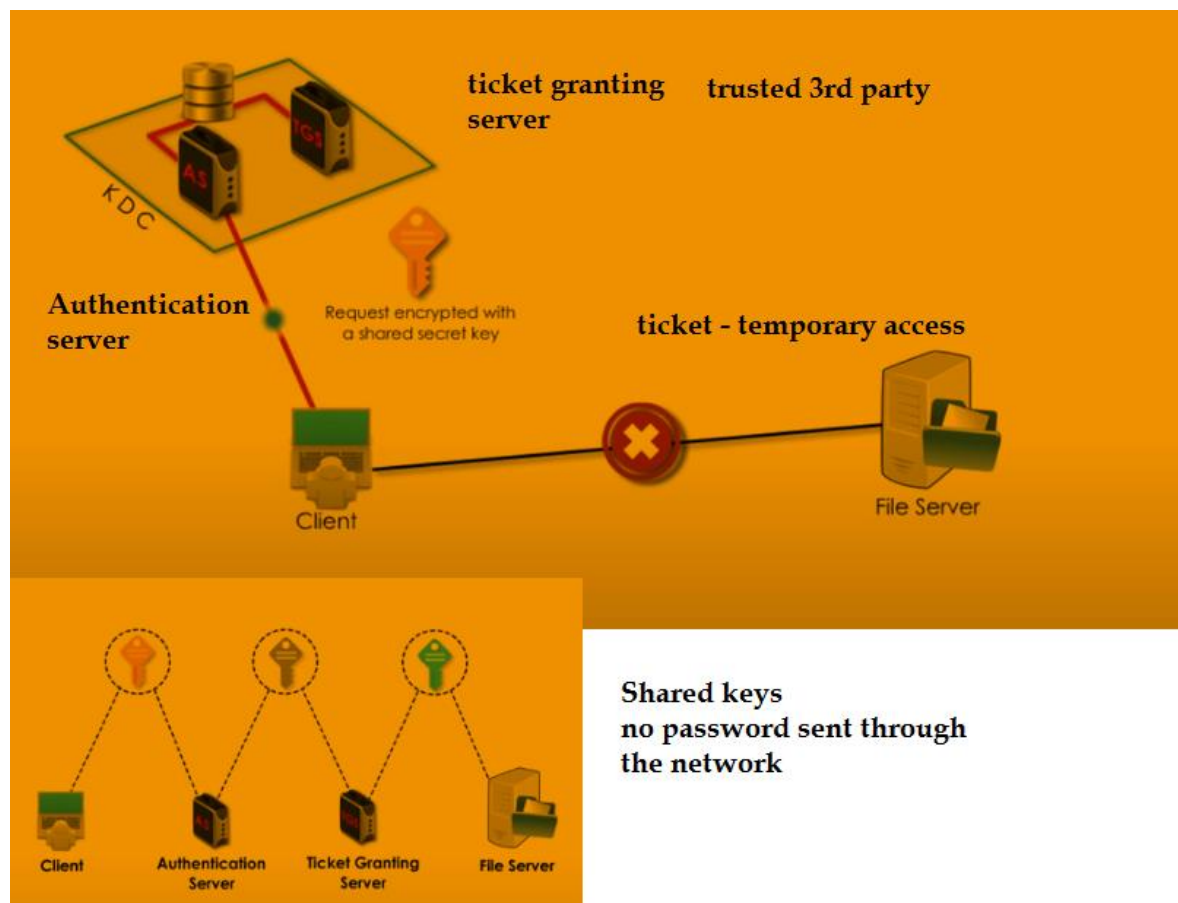 ticket granting
server
trusted 3rd party
TGS
AS
KDC
Authentication
server
Request encrypted with
a shared secret key
ticket - temporary access
Client
File Server
AS
TGS
Client
Authentication
Server
Ticket Granting
Server
File Server
Shared keys
no password sent through
the network